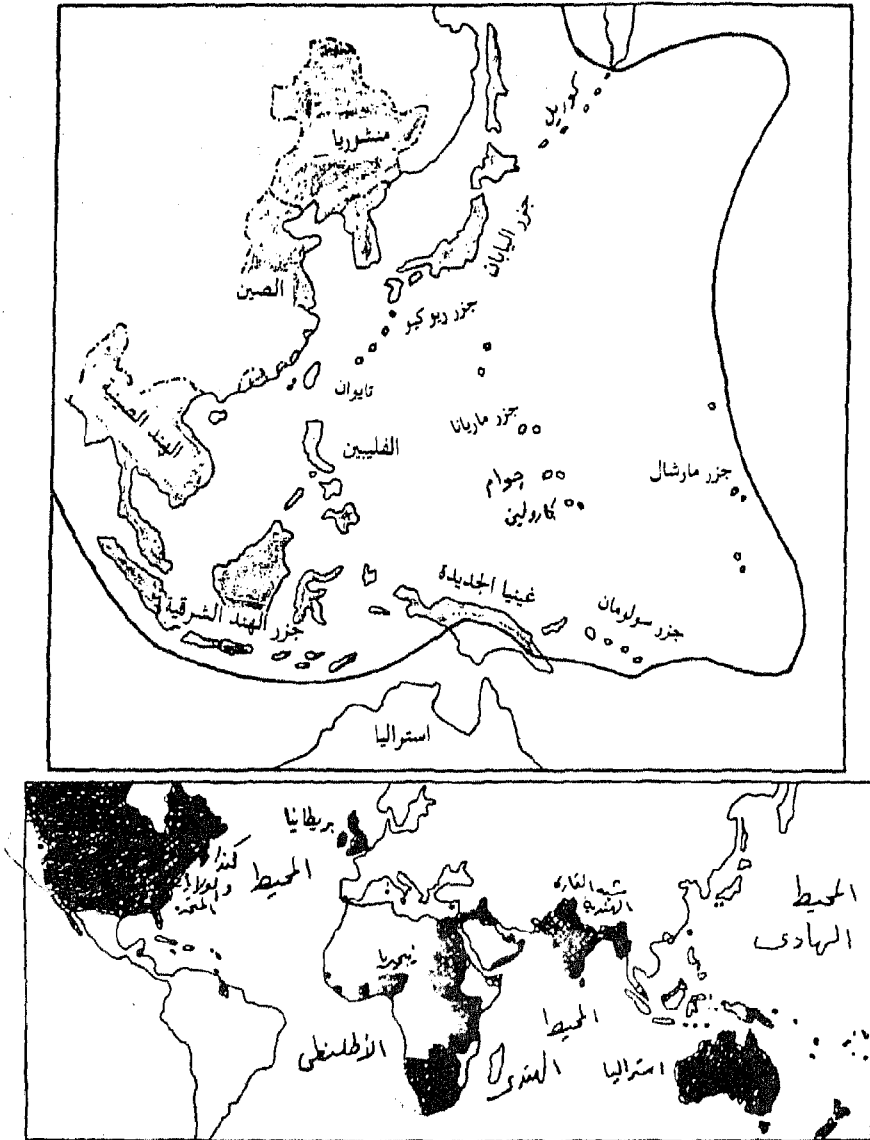 كوريل
منشوريا
جزر اليابان
الصين
جزر ريوكيو
تايوان
الهند الصينية
جزر ماريانا
الفليبين
جزر مارشال
جوام
كارولين
غينيا الجديدة
جزر سولومان
جزر الهند الشرقية
استراليا
بريطانيا
كندا
والولايات
المتحدة
المحيط
شبه القارة
الهندية
المحيط
الهادى
نيجيريا
المحيط
الأطلنطى
الهندى
استراليا